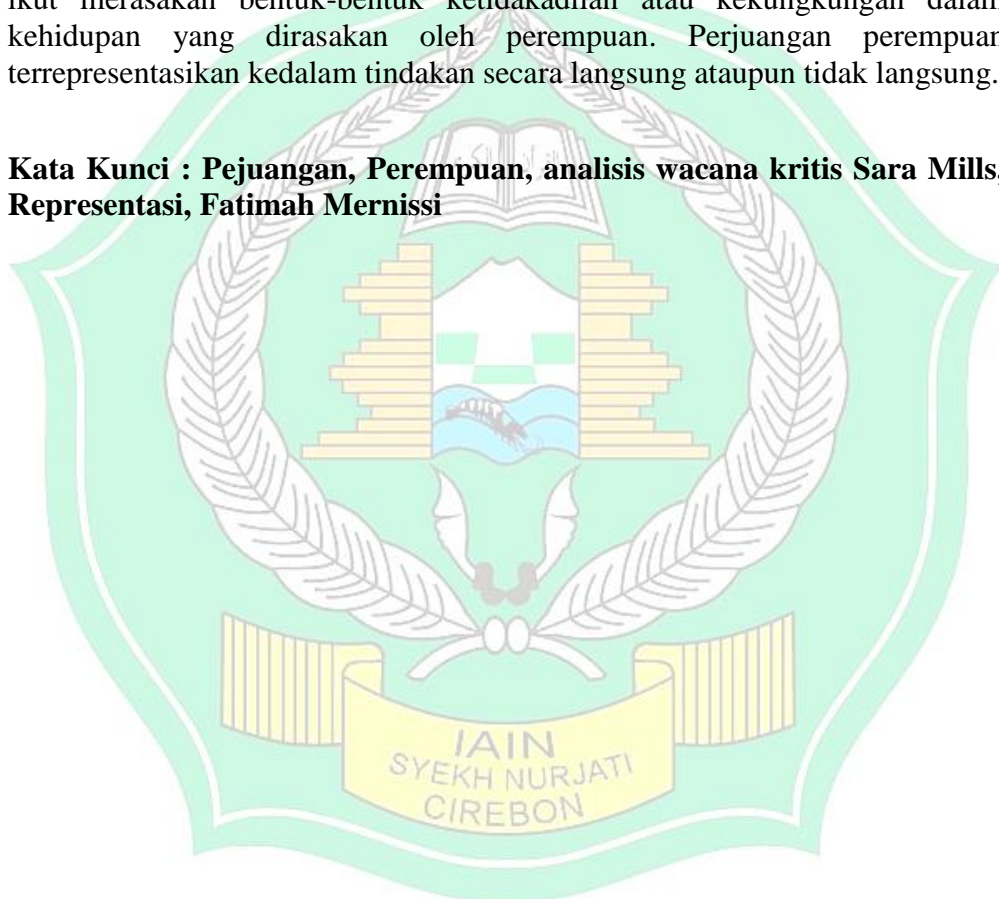 ikut merasakan bentuk-bentuk ketidakadilan atau kekungkungan dalam
kehidupan yang dirasakan oleh perempuan. Perjuangan perempuan
terrepresentasikan kedalam tindakan secara langsung ataupun tidak langsung.
Kata Kunci : Pejuangan, Perempuan, analisis wacana kritis Sara Mills,
Representasi, Fatimah Mernissi
IAIN
SYEKH NURJATI
CIREBON